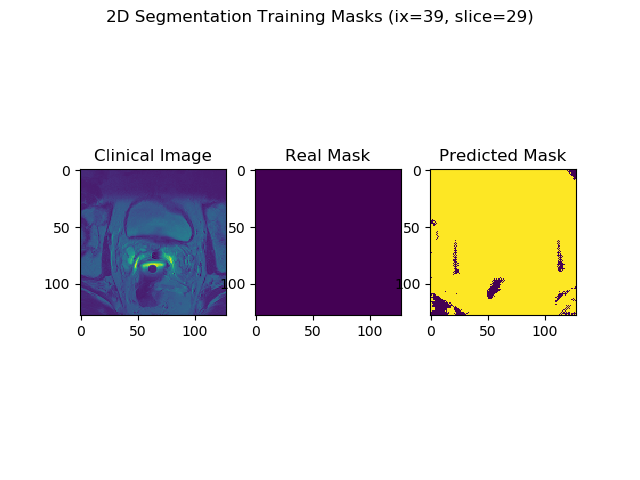 2D Segmentation Training Masks (ix=39, slice=29)
Clinical Image Real Mask Predicted Mask
0 0 0
50 50 50
100 100 100
0 50 100 0 50 100 0 50 100